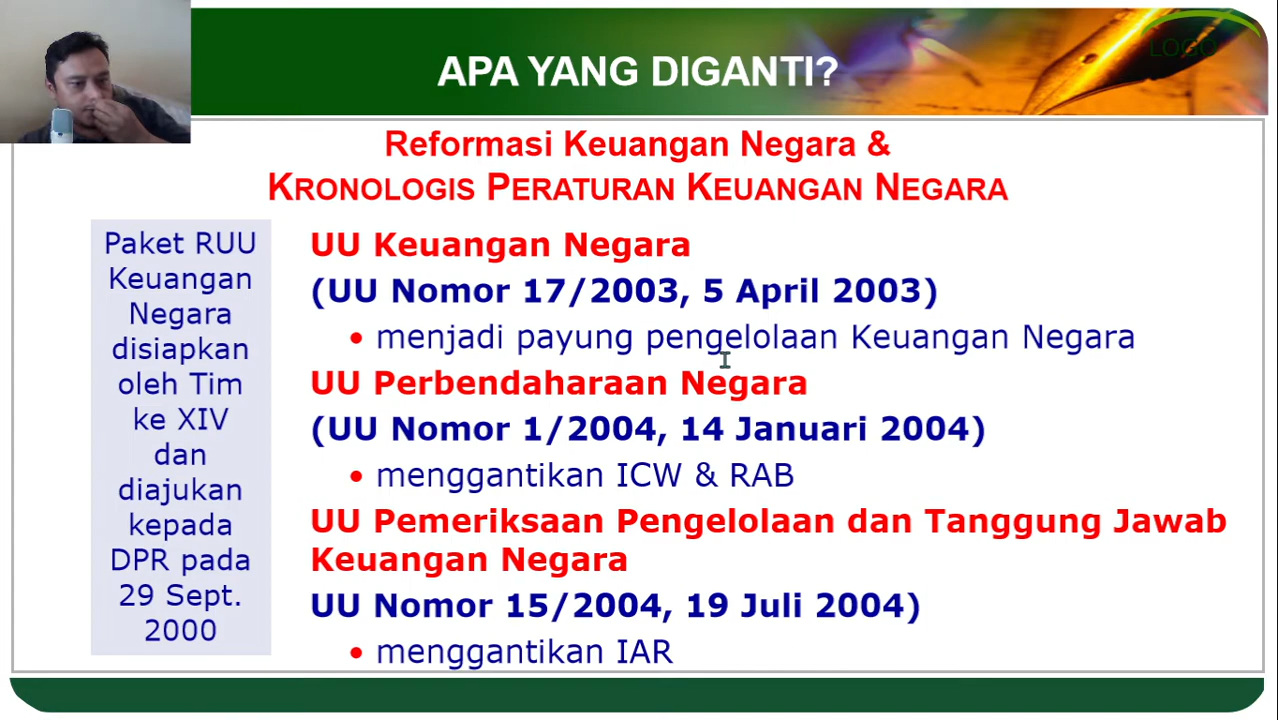 LOGO
APA YANG DIGANTI?
Reformasi Keuangan Negara &
KRONOLOGIS PERATURAN KEUANGAN NEGARA
Paket RUU
Keuangan
Negara
disiapkan
oleh Tim
ke XIV
dan
diajukan
kepada
DPR pada
29 Sept.
2000
UU Keuangan Negara
(UU Nomor 17/2003, 5 April 2003)
• menjadi payung pengelolaan Keuangan Negara
UU Perbendaharaan Negara
(UU Nomor 1/2004, 14 Januari 2004)
• menggantikan ICW & RAB
UU Pemeriksaan Pengelolaan dan Tanggung Jawab
Keuangan Negara
UU Nomor 15/2004, 19 Juli 2004)
• menggantikan IAR